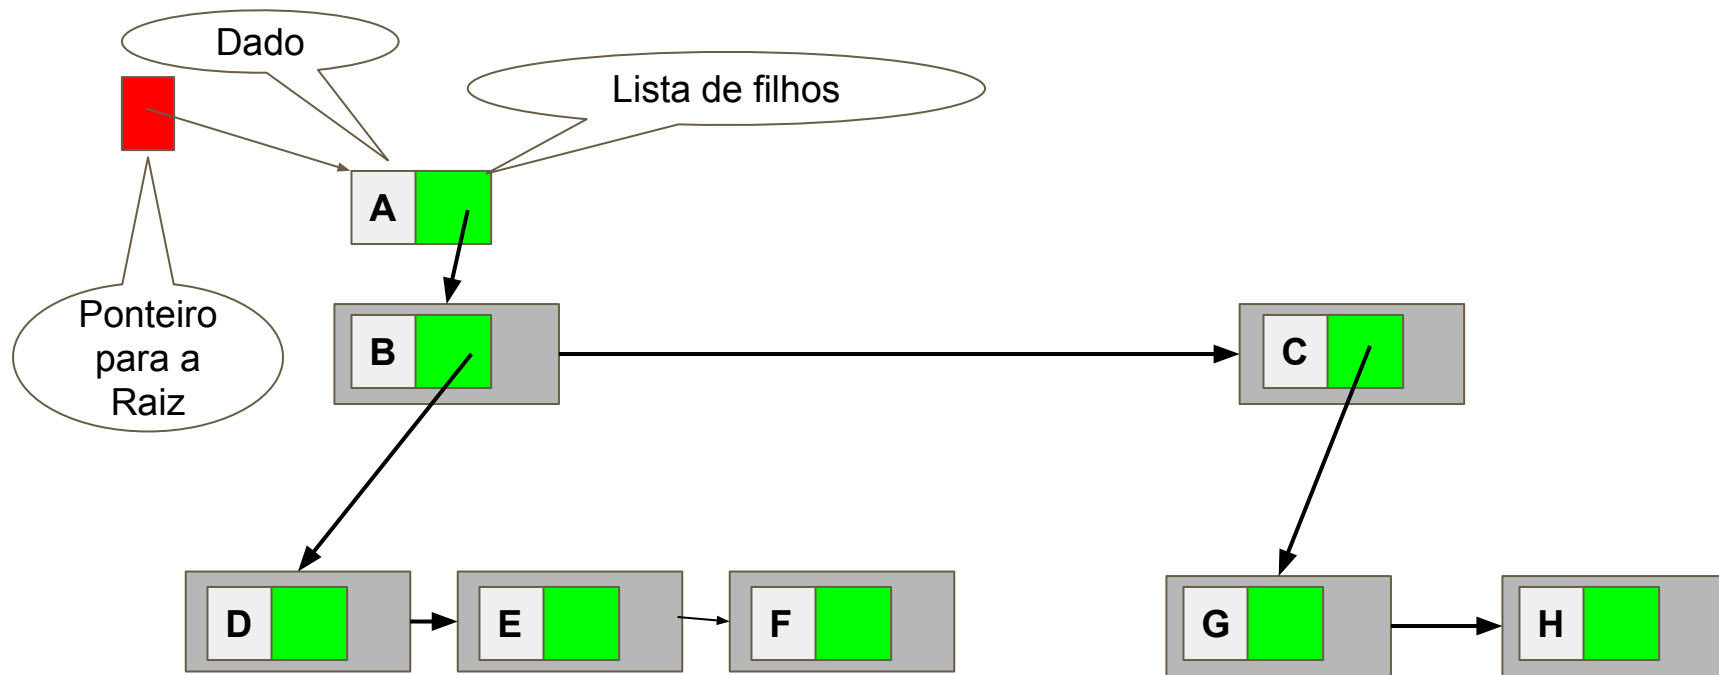 Dado
Lista de filhos
A
Ponteiro
para a
Raiz
B
C
D
E
F
G
H